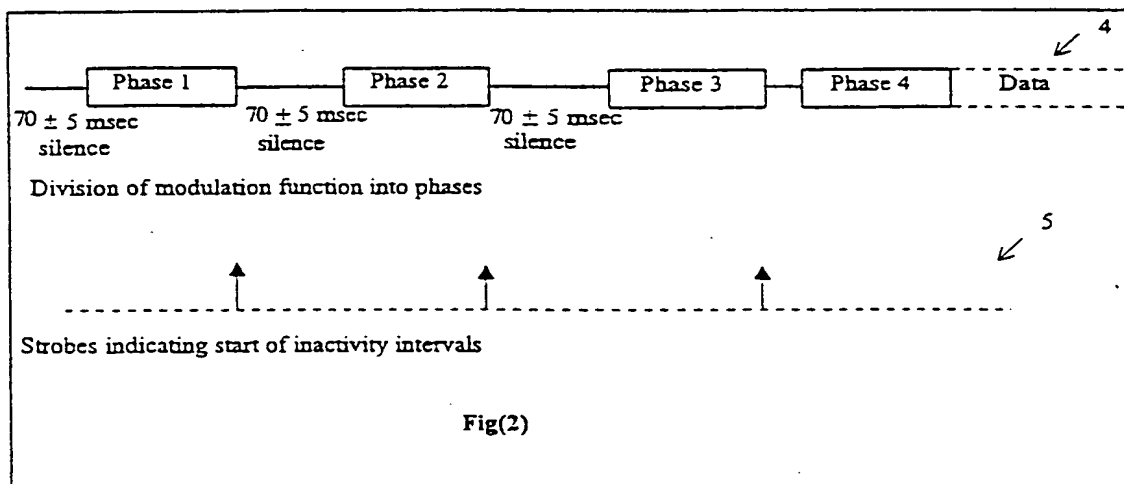 4
Phase 1 Phase 2 Phase 3 Phase 4 Data
70 ± 5 msec 70 ± 5 msec 70 ± 5 msec
silence silence silence
Division of modulation function into phases
5
Strobes indicating start of inactivity intervals
Fig(2)